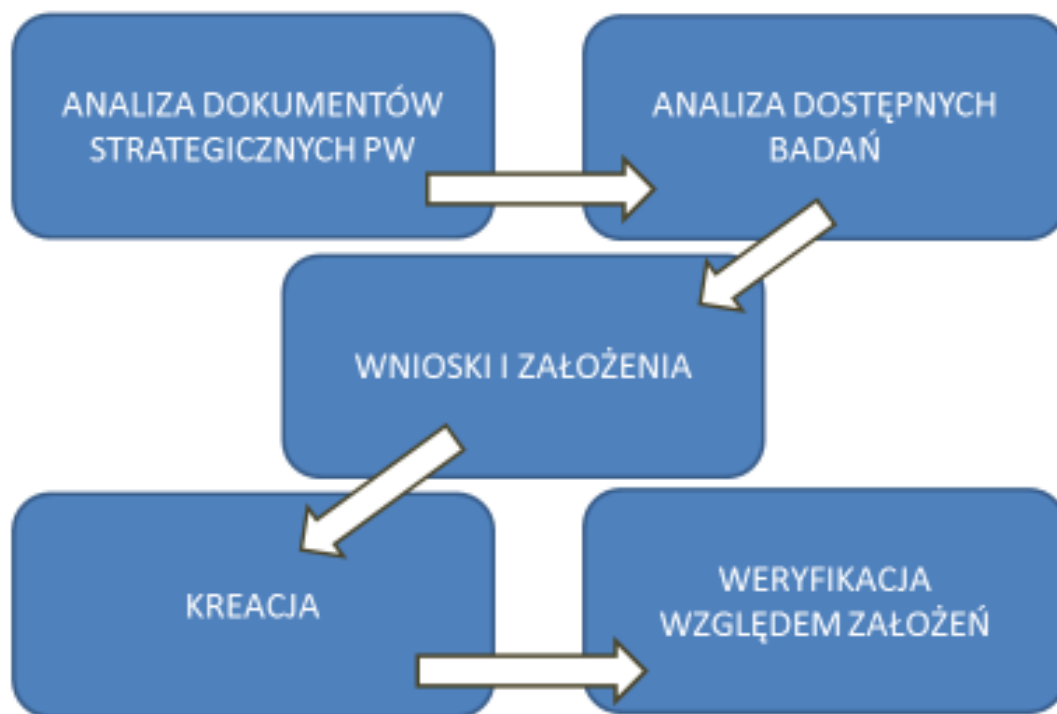 ANALIZA DOKUMENTÓW
STRATEGICZNYCH PW
ANALIZA DOSTĘPNYCH
BADAŃ
WNIOSKI I ZAŁOŻENIA
KREACJA
WERYFIKACJA
WZGLĘDEM ZAŁOŻEŃ